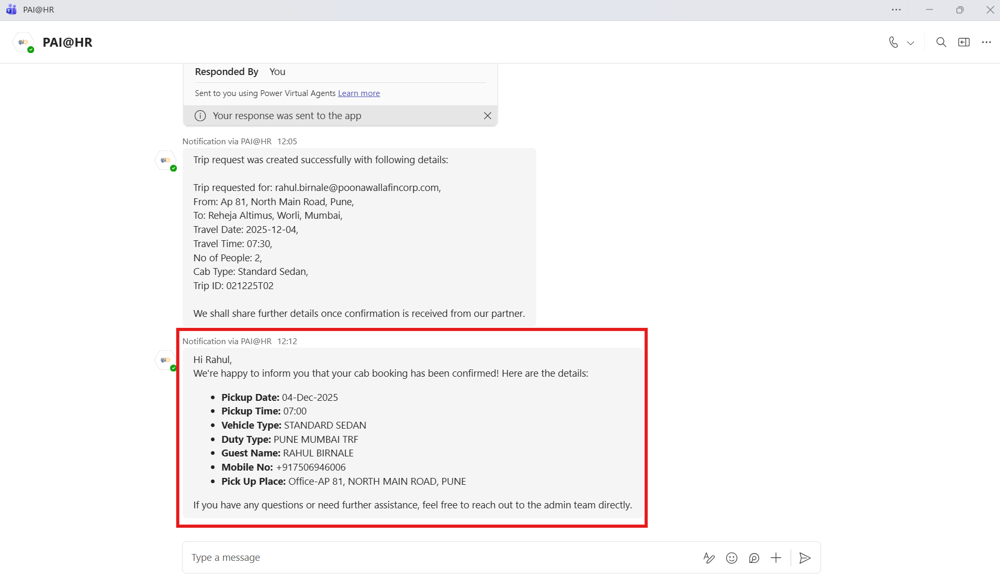 PAI@HR
PAI@HR
Responded By You
Sent to you using Power Virtual Agents Learn more
Your response was sent to the app
Notification via PAI@HR 12:05
Trip request was created successfully with following details:
Trip requested for: rahul.birnale@poonawallafincorp.com,
From: Ap 81, North Main Road, Pune,
To: Reheja Altimus, Worli, Mumbai,
Travel Date: 2025-12-04,
Travel Time: 07:30,
No of People: 2,
Cab Type: Standard Sedan,
Trip ID: 021225T02
We shall share further details once confirmation is received from our partner.
Notification via PAI@HR 12:12
Hi Rahul,
We're happy to inform you that your cab booking has been confirmed! Here are the details:
• Pickup Date: 04-Dec-2025
• Pickup Time: 07:00
• Vehicle Type: STANDARD SEDAN
• Duty Type: PUNE MUMBAI TRF
• Guest Name: RAHUL BIRNALE
• Mobile No: +917506946006
• Pick Up Place: Office-AP 81, NORTH MAIN ROAD, PUNE
If you have any questions or need further assistance, feel free to reach out to the admin team directly.
Type a message